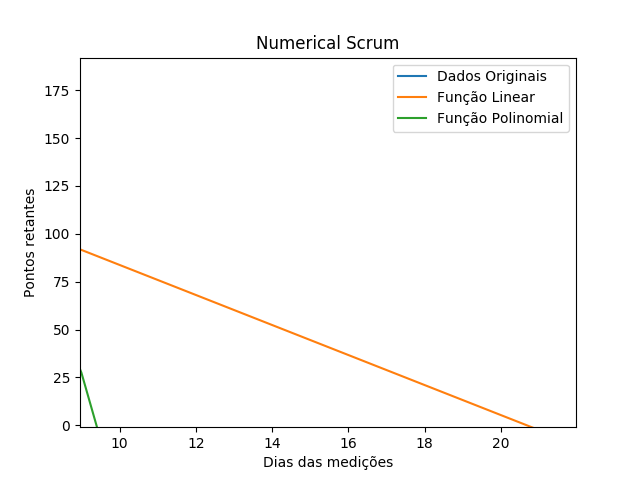 Numerical Scrum
Dados Originais
Função Linear
Função Polinomial
Pontos retantes
175
150
125
100
75
50
25
0
10 12 14 16 18 20
Dias das medições